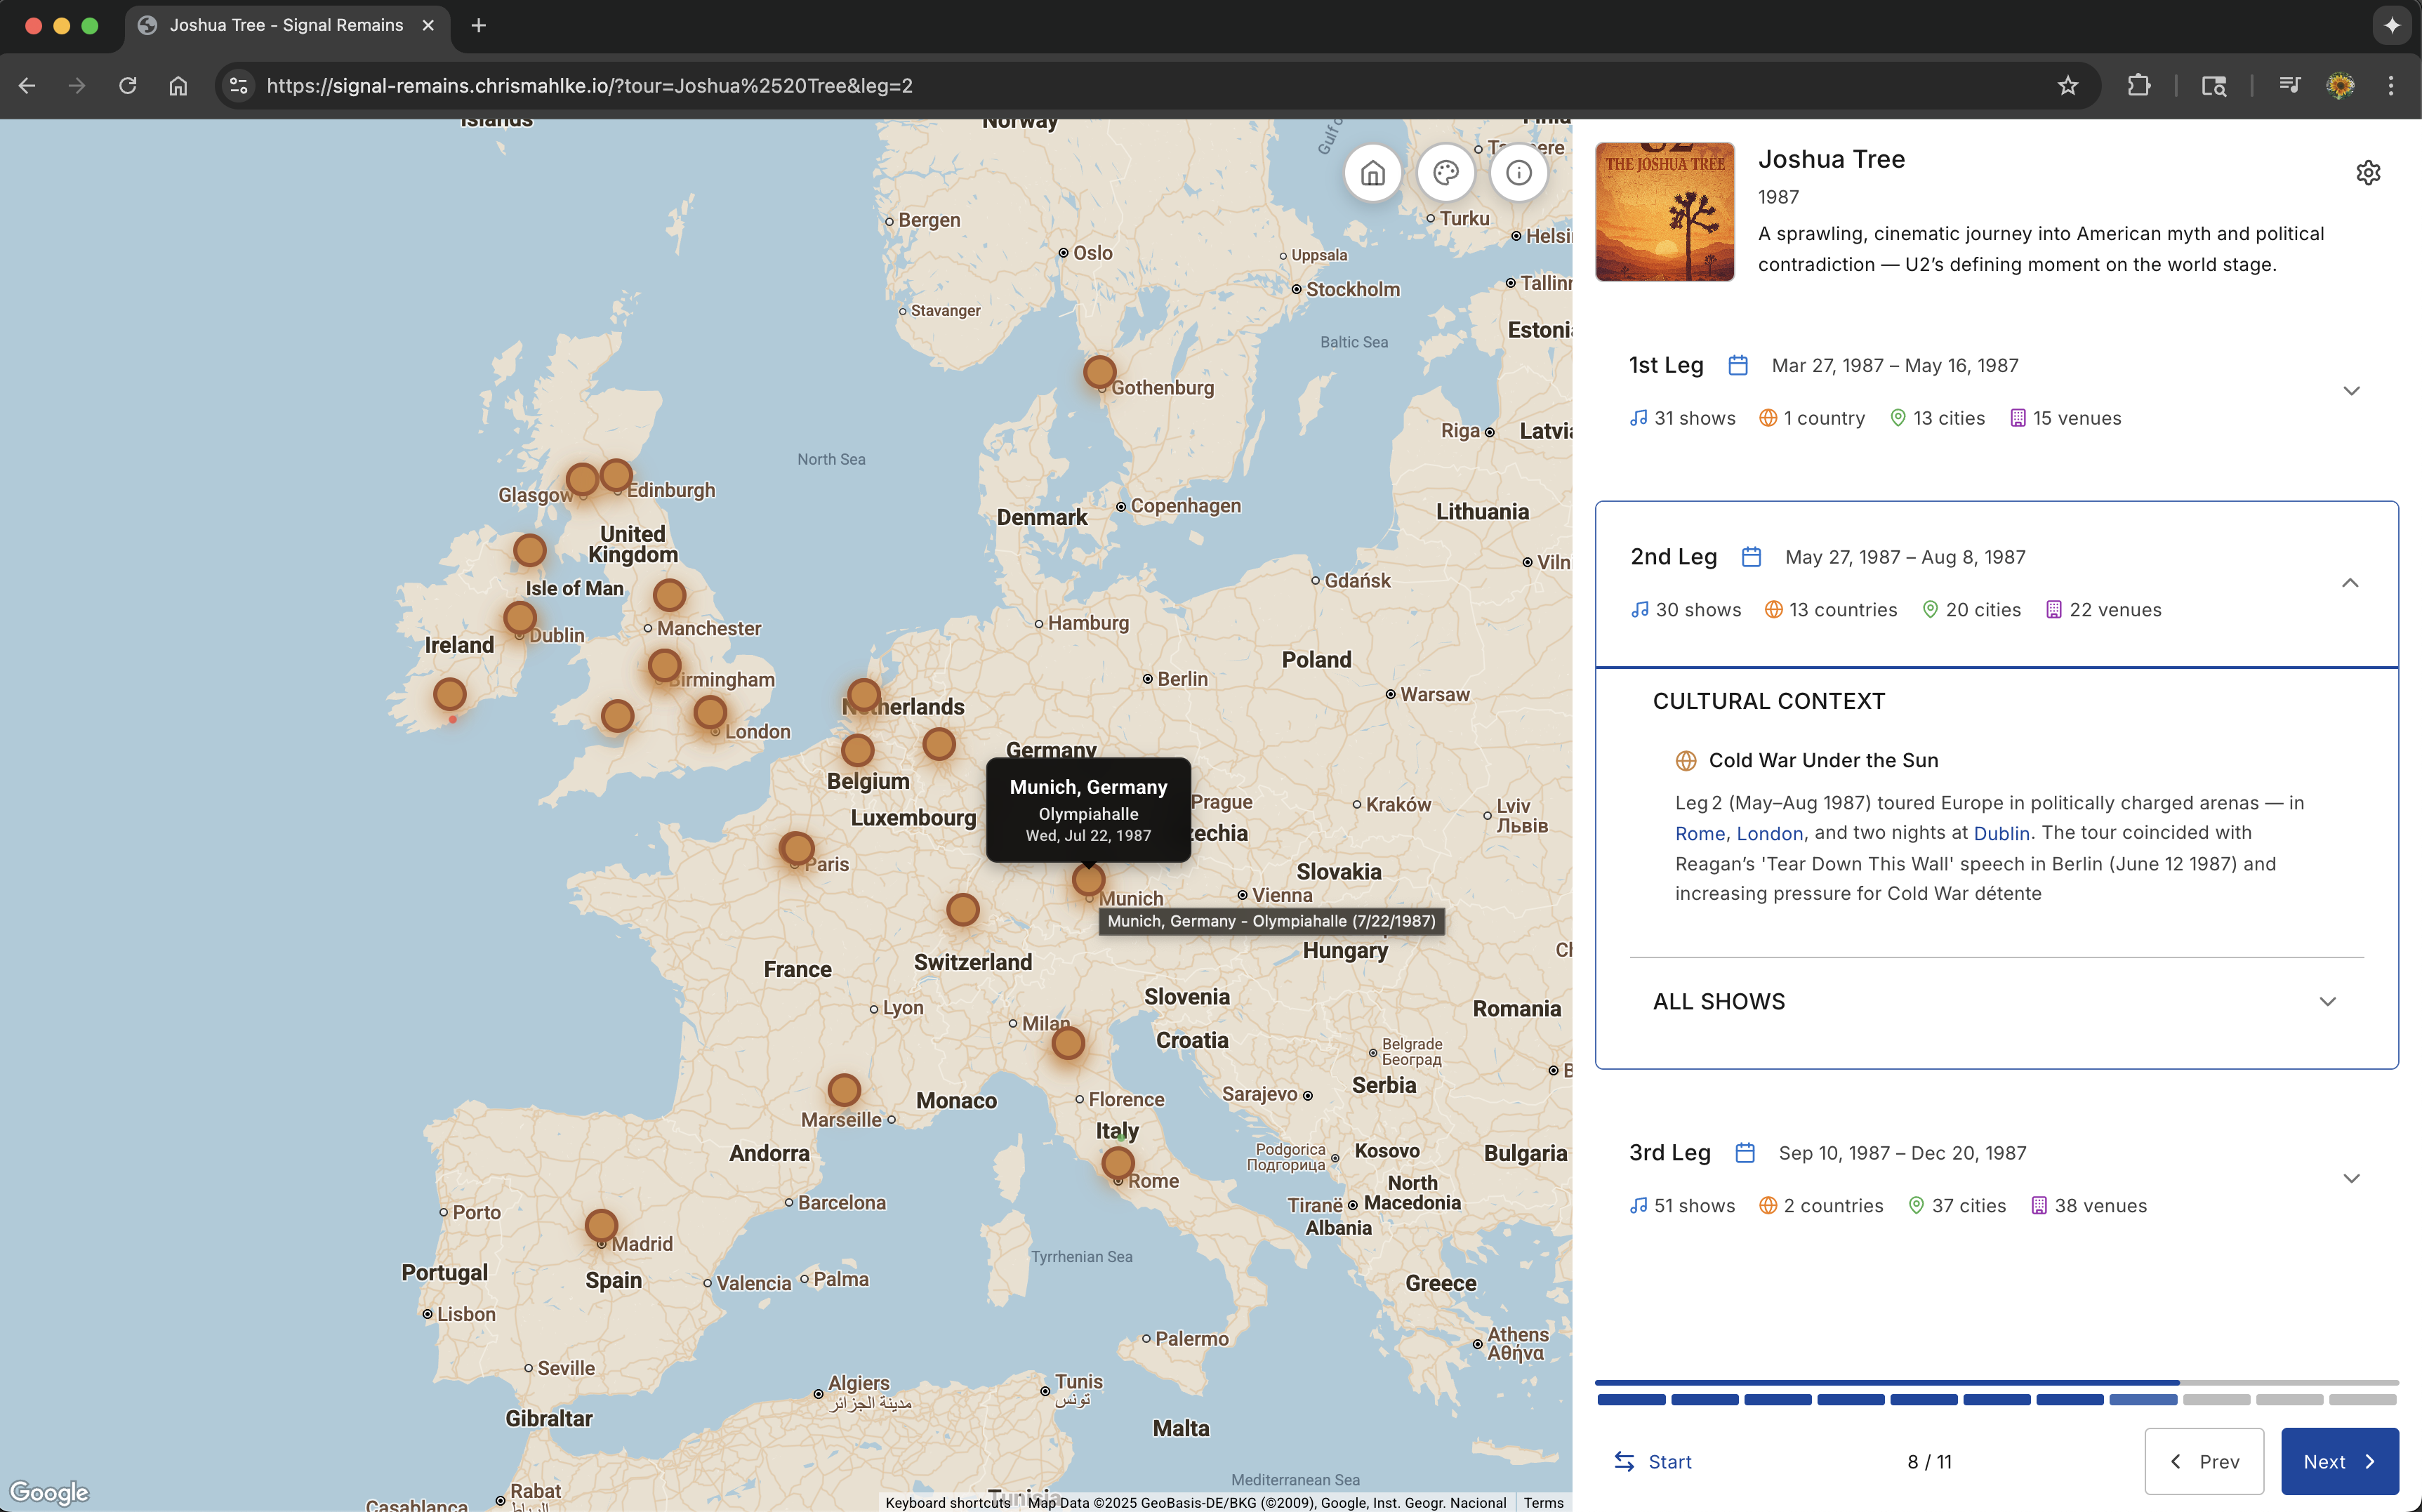 Joshua Tree - Signal Remains
https://signal-remains.chrismahlke.io/?tour=Joshua%2520Tree&leg=2
Islands
Norway
Bergen
Oslo
Stavanger
Uppsala
Stockholm
Turku
Helsi
Tallinn
Estonia
Baltic Sea
Gothenburg
Riga
Latvia
North Sea
Glasgow
Edinburgh
United
Kingdom
Denmark
Copenhagen
Lithuania
Viln
Isle of Man
Gdańsk
Hamburg
Manchester
Dublin
Ireland
Poland
Birmingham
Berlin
Warsaw
Netherlands
London
Germany
Belgium
Luxembourg
Munich, Germany
Olympiahalle
Wed, Jul 22, 1987
Prague
zechia
Kraków
Lviv
Львів
Paris
Slovakia
Munich
Vienna
Munich, Germany - Olympiahalle (7/22/1987)
Hungary
France
Switzerland
Slovenia
Romania
Lyon
Milan
Croatia
Belgrade
Београд
Serbia
Sarajevo
Monaco
Florence
Marseille
Italy
Andorra
Podgorica
Подгорица
Kosovo
Bulgaria
Rome
North
Macedonia
Barcelona
Tiranë
Albania
Porto
Madrid
Tyrrhenian Sea
Portugal
Spain
Valencia
Palma
Greece
Lisbon
Palermo
Athens
Αθήνα
Seville
Algiers
مدينة الجزائر
Tunis
تونس
Gibraltar
Malta
Mediterranean Sea
Rabat
الرباط
Casablanca
Tunisia
Google
Keyboard shortcuts
Map Data ©2025 GeoBasis-DE/BKG (©2009), Google, Inst. Geogr. Nacional
Terms
U2
THE JOSHUA TREE
Joshua Tree
1987
A sprawling, cinematic journey into American myth and political
contradiction — U2’s defining moment on the world stage.
1st Leg Mar 27, 1987 – May 16, 1987
31 shows 1 country 13 cities 15 venues
2nd Leg May 27, 1987 – Aug 8, 1987
30 shows 13 countries 20 cities 22 venues
CULTURAL CONTEXT
Cold War Under the Sun
Leg 2 (May–Aug 1987) toured Europe in politically charged arenas — in
Rome, London, and two nights at Dublin. The tour coincided with
Reagan’s 'Tear Down This Wall' speech in Berlin (June 12 1987) and
increasing pressure for Cold War détente
ALL SHOWS
3rd Leg Sep 10, 1987 – Dec 20, 1987
51 shows 2 countries 37 cities 38 venues
Start
8 / 11
Prev
Next